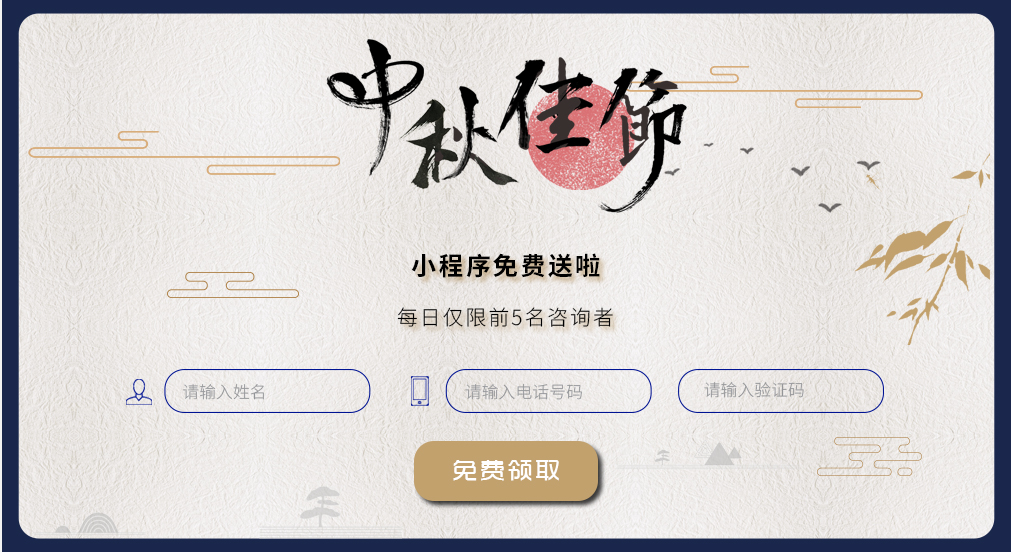 中秋佳節
小程序免费送啦
每日仅限前5名咨询者
请输入姓名
请输入电话号码
请输入验证码
免费领取